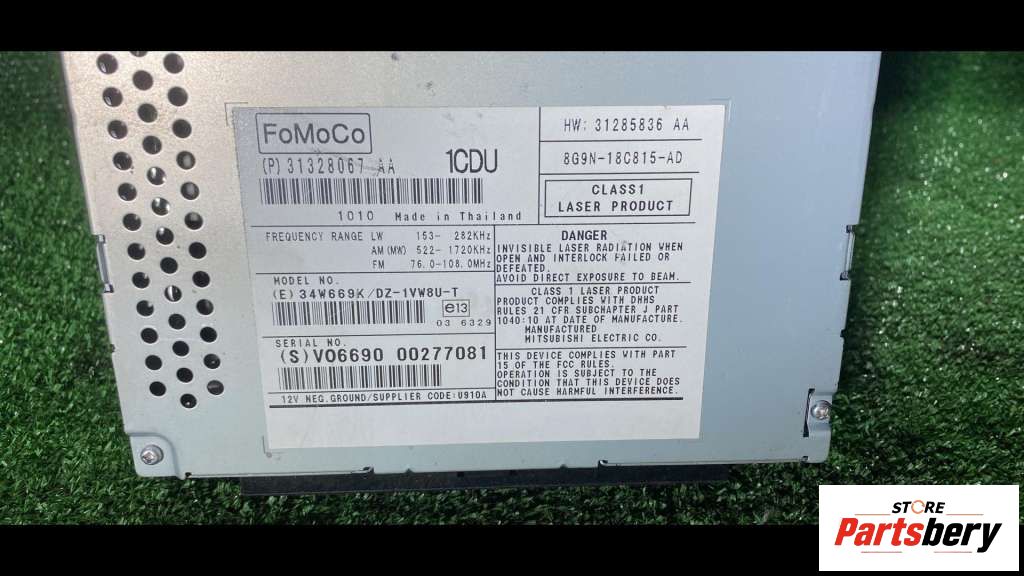 FoMoCo
(P) 31328067 AA
1CDU
1010 Made in Thailand
HW: 31285836 AA
8G9N-18C815-AD
CLASS1
LASER PRODUCT
FREQUENCY RANGE LW 153- 282KHz
AM(MW) 522- 1720KHz
FM 76.0-108.0MHz
MODEL NO.
(E) 34W669K/DZ-1VW8U-T
e13
03 6329
SERIAL NO.
(S)V06690 00277081
12V NEG.GROUND/SUPPLIER CODE:U910A
DANGER
INVISIBLE LASER RADIATION WHEN
OPEN AND INTERLOCK FAILED OR
DEFEATED.
AVOID DIRECT EXPOSURE TO BEAM.
CLASS 1 LASER PRODUCT
PRODUCT COMPLIES WITH DHHS
RULES 21 CFR SUBCHAPTER J PART
1040:10 AT DATE OF MANUFACTURE.
MANUFACTURED
MITSUBISHI ELECTRIC CO.
THIS DEVICE COMPLIES WITH PART
15 OF THE FCC RULES.
OPERATION IS SUBJECT TO THE
CONDITION THAT THIS DEVICE DOES
NOT CAUSE HARMFUL INTERFERENCE.
STORE
Partsbery